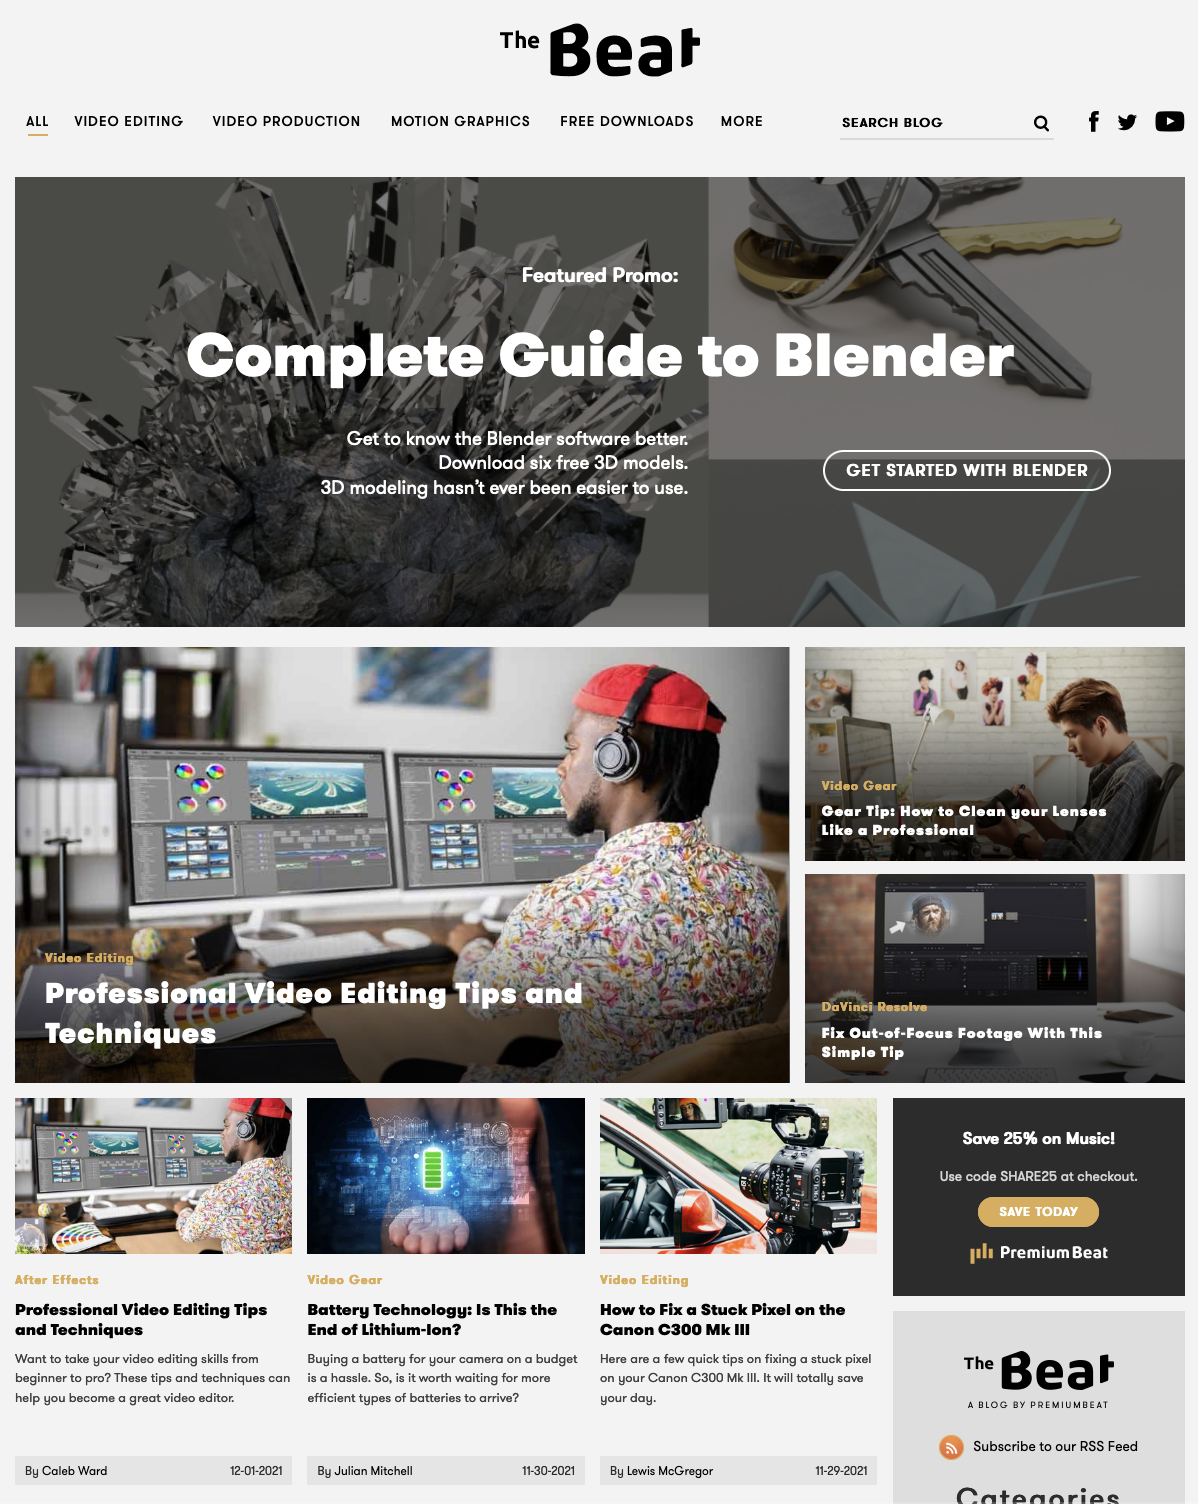 The Beat
ALL VIDEO EDITING VIDEO PRODUCTION MOTION GRAPHICS FREE DOWNLOADS MORE SEARCH BLOG
Featured Promo:
Complete Guide to Blender
Get to know the Blender software better.
Download six free 3D models.
3D modeling hasn't ever been easier to use.
GET STARTED WITH BLENDER
Video Editing
Professional Video Editing Tips and
Techniques
Video Gear
Gear Tip: How to Clean your Lenses
Like a Professional
DaVinci Resolve
Fix Out-of-Focus Footage With This
Simple Tip
After Effects
Professional Video Editing Tips
and Techniques
Want to take your video editing skills from
beginner to pro? These tips and techniques can
help you become a great video editor.
By Caleb Ward 12-01-2021
Video Gear
Battery Technology: Is This the
End of Lithium-Ion?
Buying a battery for your camera on a budget
is a hassle. So, is it worth waiting for more
efficient types of batteries to arrive?
By Julian Mitchell 11-30-2021
Video Editing
How to Fix a Stuck Pixel on the
Canon C300 Mk III
Here are a few quick tips on fixing a stuck pixel
on your Canon C300 Mk III. It will totally save
your day.
By Lewis McGregor 11-29-2021
Save 25% on Music!
Use code SHARE25 at checkout.
SAVE TODAY
PremiumBeat
The Beat
A BLOG BY PREMIUMBEAT
Subscribe to our RSS Feed
Categories